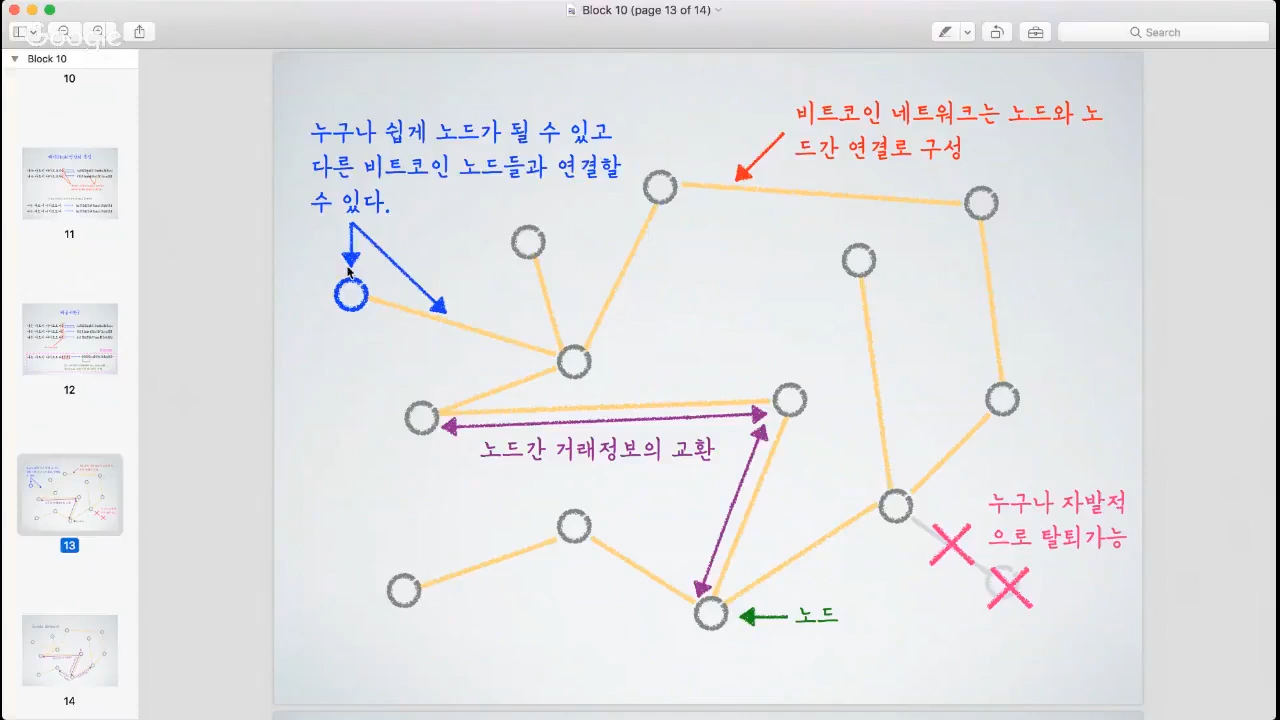 Block 10 (page 13 of 14)
Google
Search
Block 10
10
11
12
13
14
누구나 쉽게 노드가 될 수 있고
다른 비트코인 노드들과 연결할
수 있다.
비트코인 네트워크는 노드와 노
드간 연결로 구성
노드간 거래정보의 교환
누구나 자발적
으로 탈퇴가능
노드